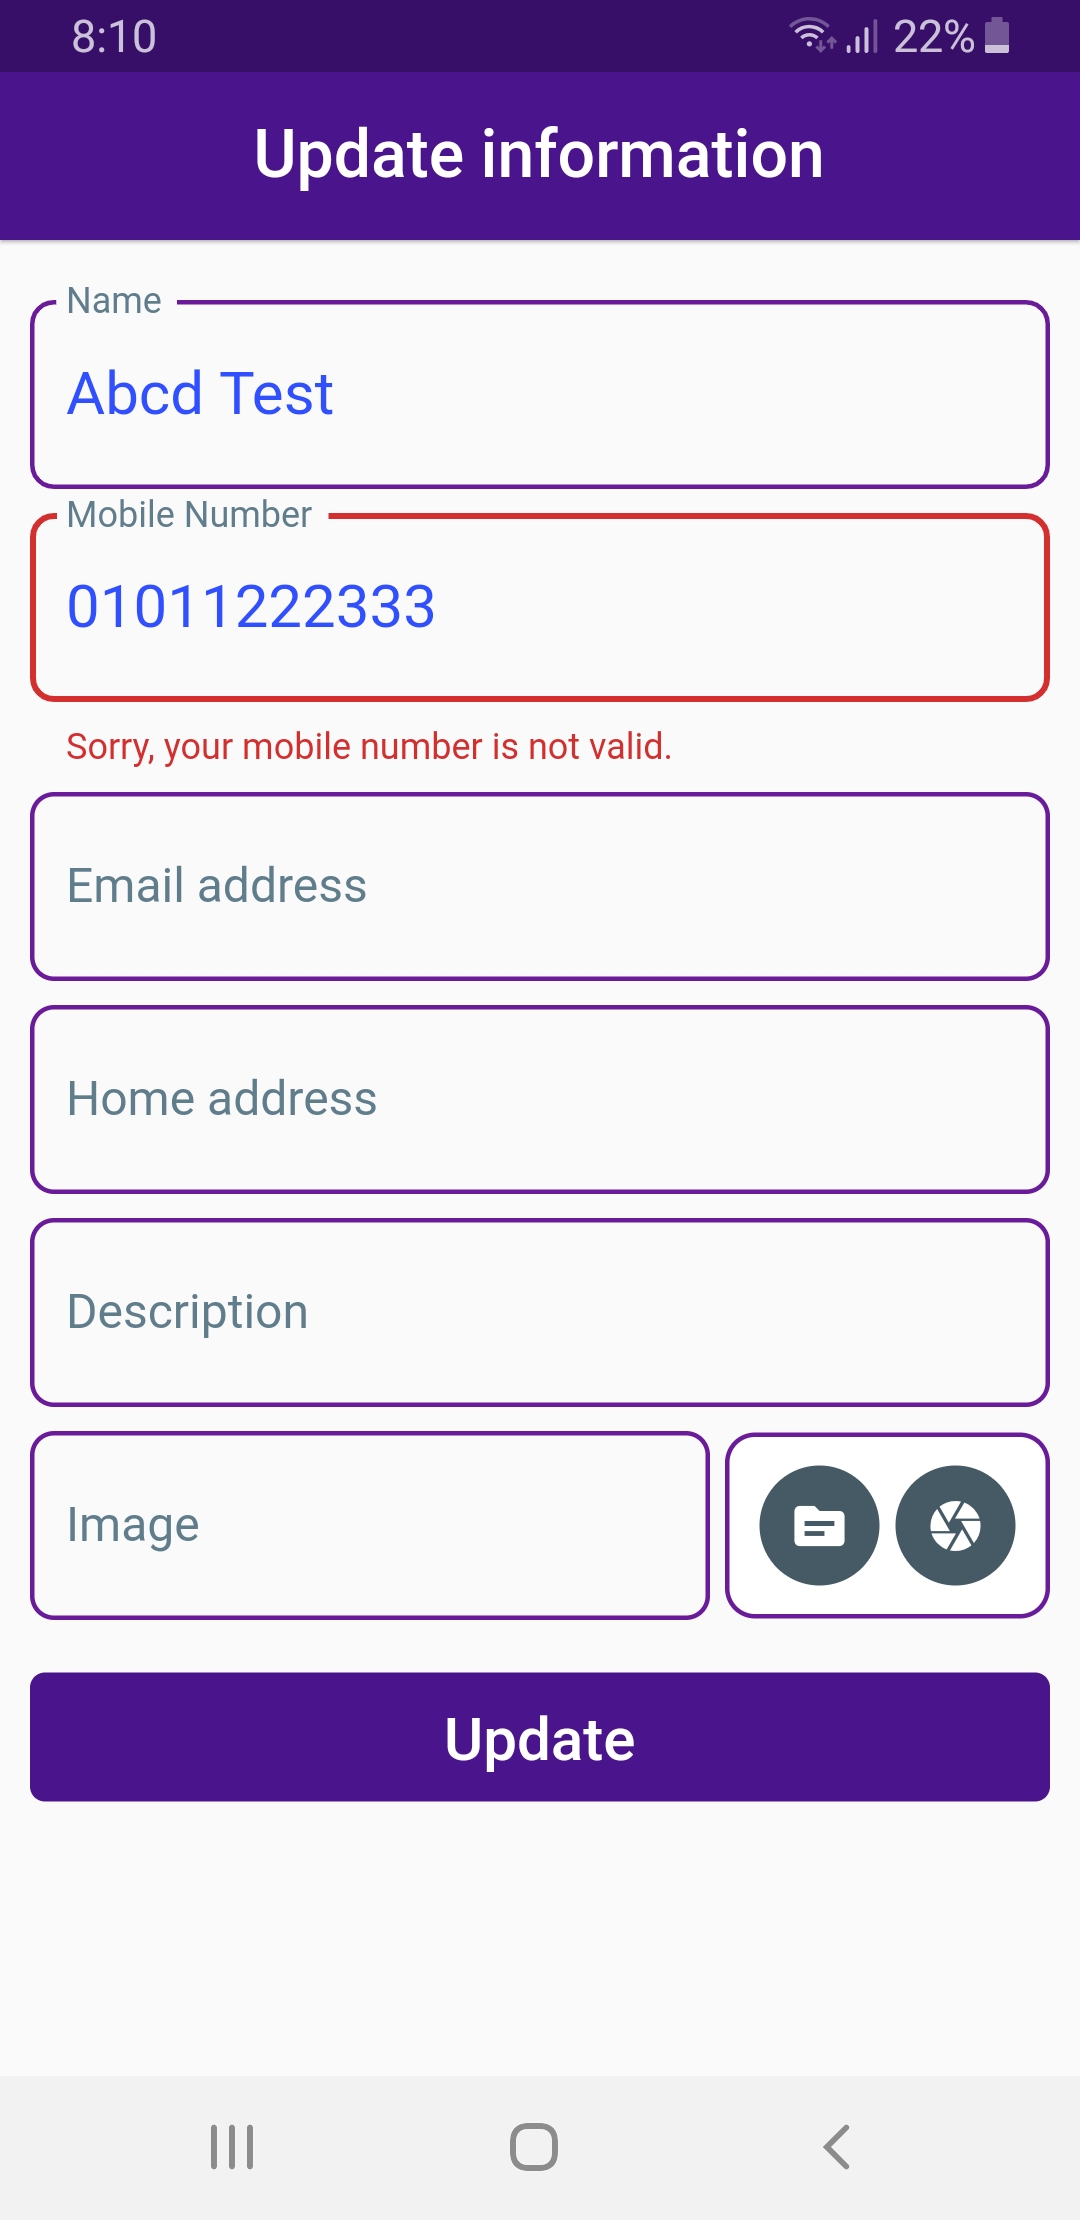 8:10 22%
Update information
Name
Abcd Test
Mobile Number
01011222333
Sorry, your mobile number is not valid.
Email address
Home address
Description
Image
Update